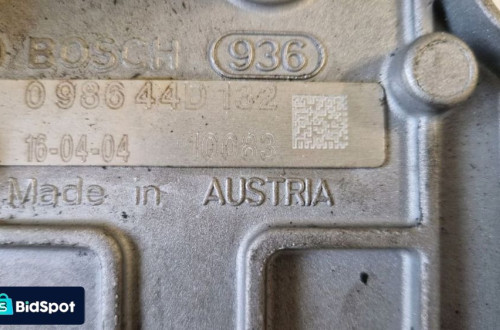 BOSCH 936
0 986 44D 132
16-04-04
Made in AUSTRIA
BidSpot